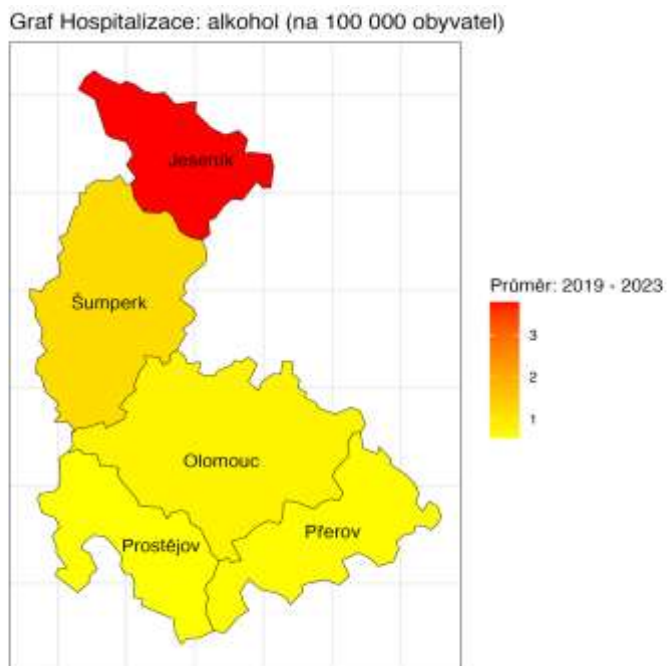 Graf Hospitalizace: alkohol (na 100 000 obyvatel)
Jeseník
Šumperk
Průměr: 2019 - 2023
3
2
1
Olomouc
Přerov
Prostějov